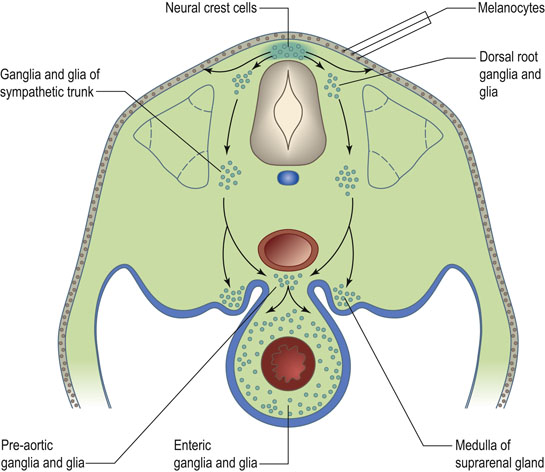 Neural crest cells
Melanocytes
Ganglia and glia of
sympathetic trunk
Dorsal root
ganglia and
glia
Pre-aortic
ganglia and glia
Enteric
ganglia and glia
Medulla of
suprarenal gland